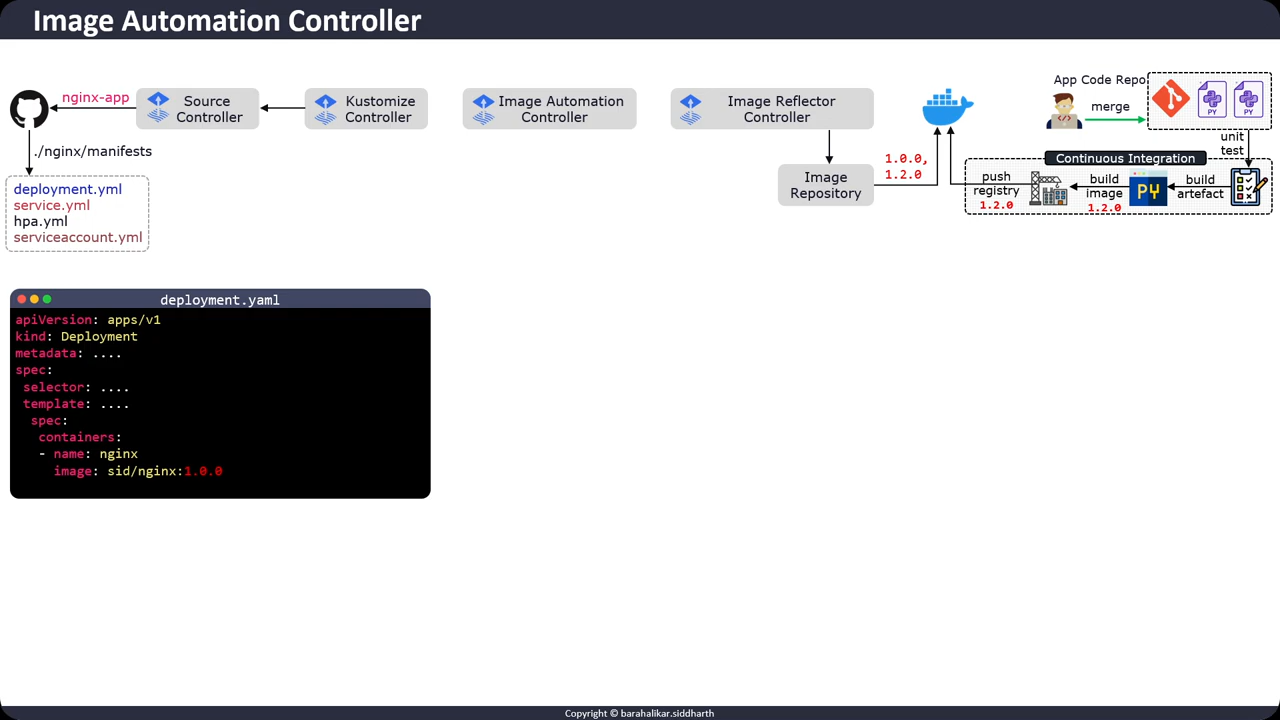 Image Automation Controller
nginx-app
Source
Controller
Kustomize
Controller
Image Automation
Controller
Image Reflector
Controller
App Code Repo
merge
PY
PY
./nginx/manifests
deployment.yml
service.yml
hpa.yml
serviceaccount.yml
Image
Repository
1.0.0,
1.2.0
unit
test
Continuous Integration
push
registry
1.2.0
build
image
1.2.0
PY
build
artefact
deployment.yaml
apiVersion: apps/v1
kind: Deployment
metadata: ....
spec:
selector: ....
template: ....
spec:
containers:
- name: nginx
image: sid/nginx:1.0.0
Copyright © barahalikar.siddharth